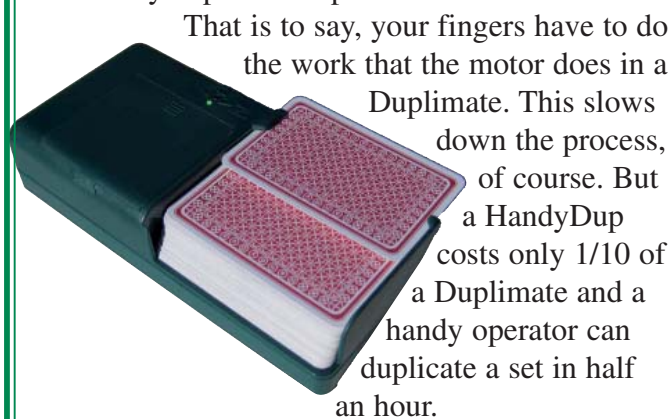 That is to say, your fingers have to do
the work that the motor does in a
Duplimate. This slows
down the process,
of course. But
a HandyDup
costs only 1/10 of
a Duplimate and a
handy operator can
duplicate a set in half
an hour.